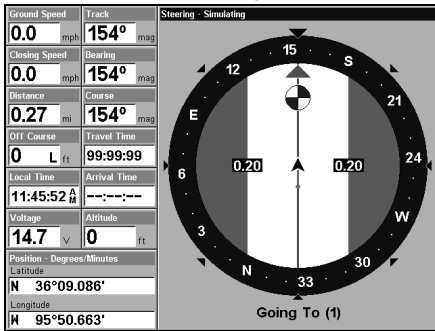 Ground Speed Track Steering - Simulating
0.0 mph 154° mag
Closing Speed Bearing
0.0 mph 154° mag
Distance Course
0.27 mi 154° mag
Off Course Travel Time
0 L ft 99:99:99
Local Time Arrival Time
11:45:52 AM --:--:--
Voltage Altitude
14.7 V 0 ft
Position - Degrees/Minutes
Latitude
N 36°09.086'
Longitude
W 95°50.663'
15
12 S
E 21
0.20 0.20
6 24
3 W
N 30
33
Going To (1)